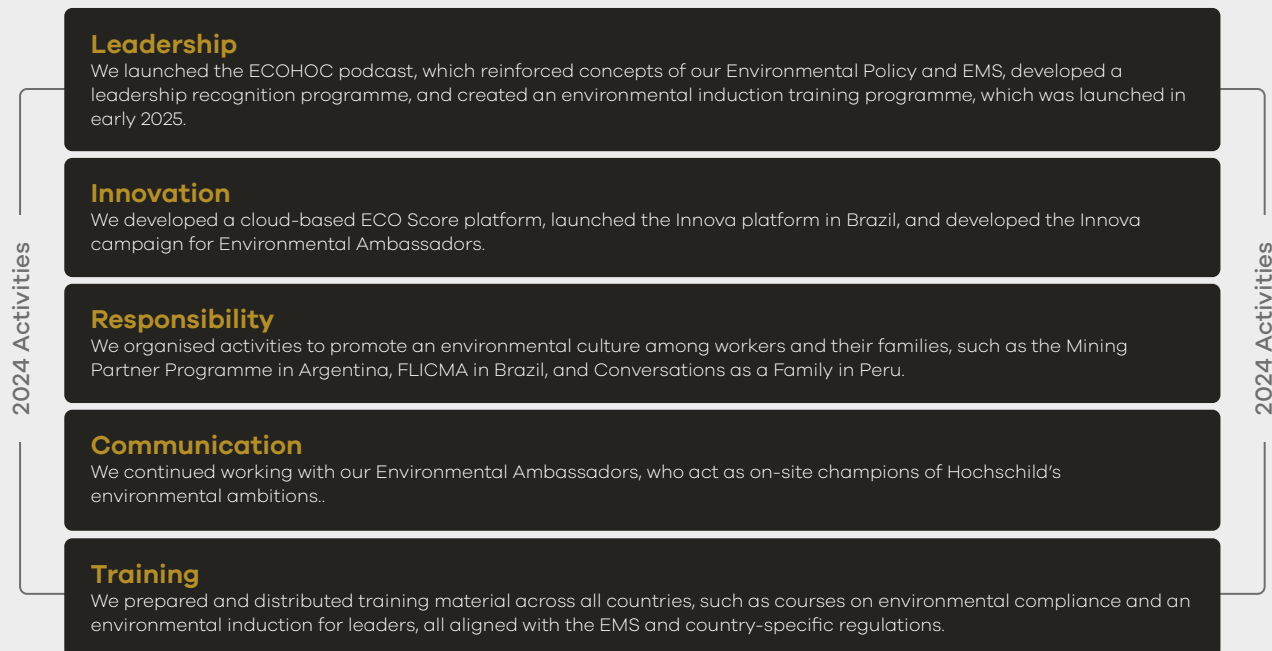 2024 Activities
Leadership
We launched the ECOHOC podcast, which reinforced concepts of our Environmental Policy and EMS, developed a
leadership recognition programme, and created an environmental induction training programme, which was launched in
early 2025.
Innovation
We developed a cloud-based ECO Score platform, launched the Innova platform in Brazil, and developed the Innova
campaign for Environmental Ambassadors.
Responsibility
We organised activities to promote an environmental culture among workers and their families, such as the Mining
Partner Programme in Argentina, FLICMA in Brazil, and Conversations as a Family in Peru.
Communication
We continued working with our Environmental Ambassadors, who act as on-site champions of Hochschild’s
environmental ambitions..
Training
We prepared and distributed training material across all countries, such as courses on environmental compliance and an
environmental induction for leaders, all aligned with the EMS and country-specific regulations.
2024 Activities